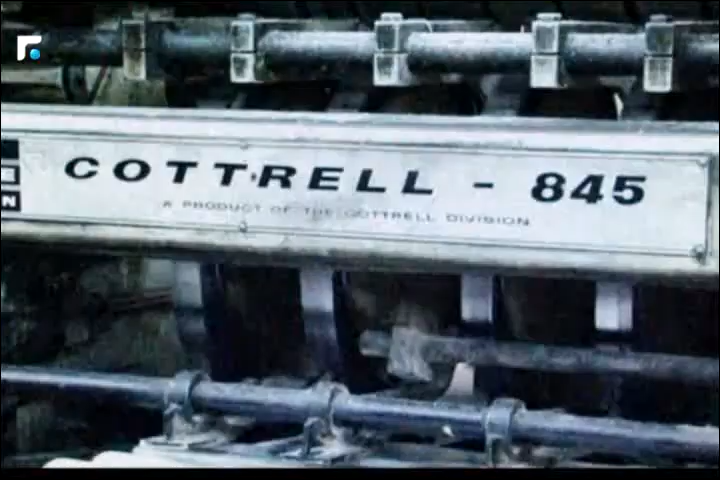 COTTRELL - 845
A PRODUCT OF THE COTTRELL DIVISION
N